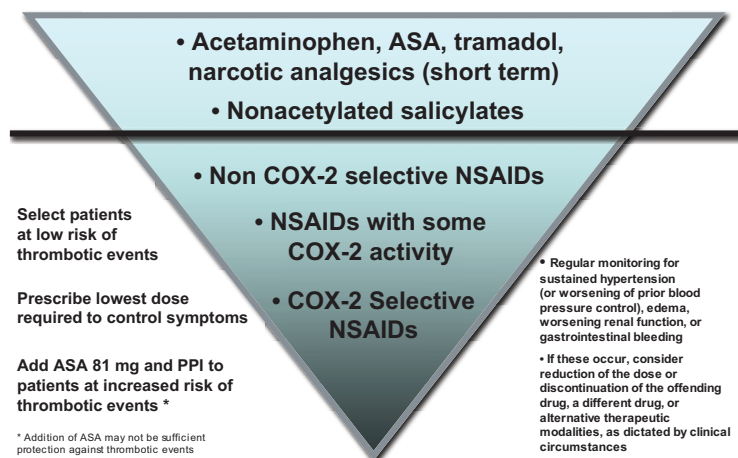 • Acetaminophen, ASA, tramadol,
narcotic analgesics (short term)
• Nonacetylated salicylates
• Non COX-2 selective NSAIDs
• NSAIDs with some
COX-2 activity
• COX-2 Selective
NSAIDs
Select patients
at low risk of
thrombotic events
Prescribe lowest dose
required to control symptoms
Add ASA 81 mg and PPI to
patients at increased risk of
thrombotic events *
* Addition of ASA may not be sufficient
protection against thrombotic events
• Regular monitoring for
sustained hypertension
(or worsening of prior blood
pressure control), edema,
worsening renal function, or
gastrointestinal bleeding
• If these occur, consider
reduction of the dose or
discontinuation of the offending
drug, a different drug, or
alternative therapeutic
modalities, as dictated by clinical
circumstances